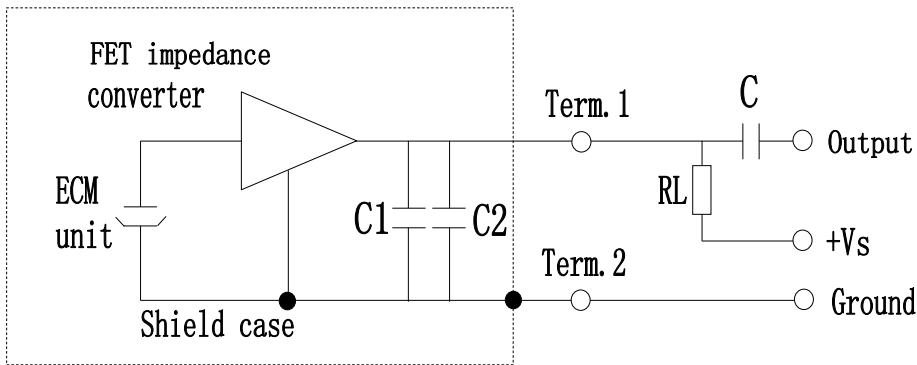 FET impedance
converter
Term.1
C
Output
ECM
unit
C1
C2
RL
+Vs
Term.2
Ground
Shield case